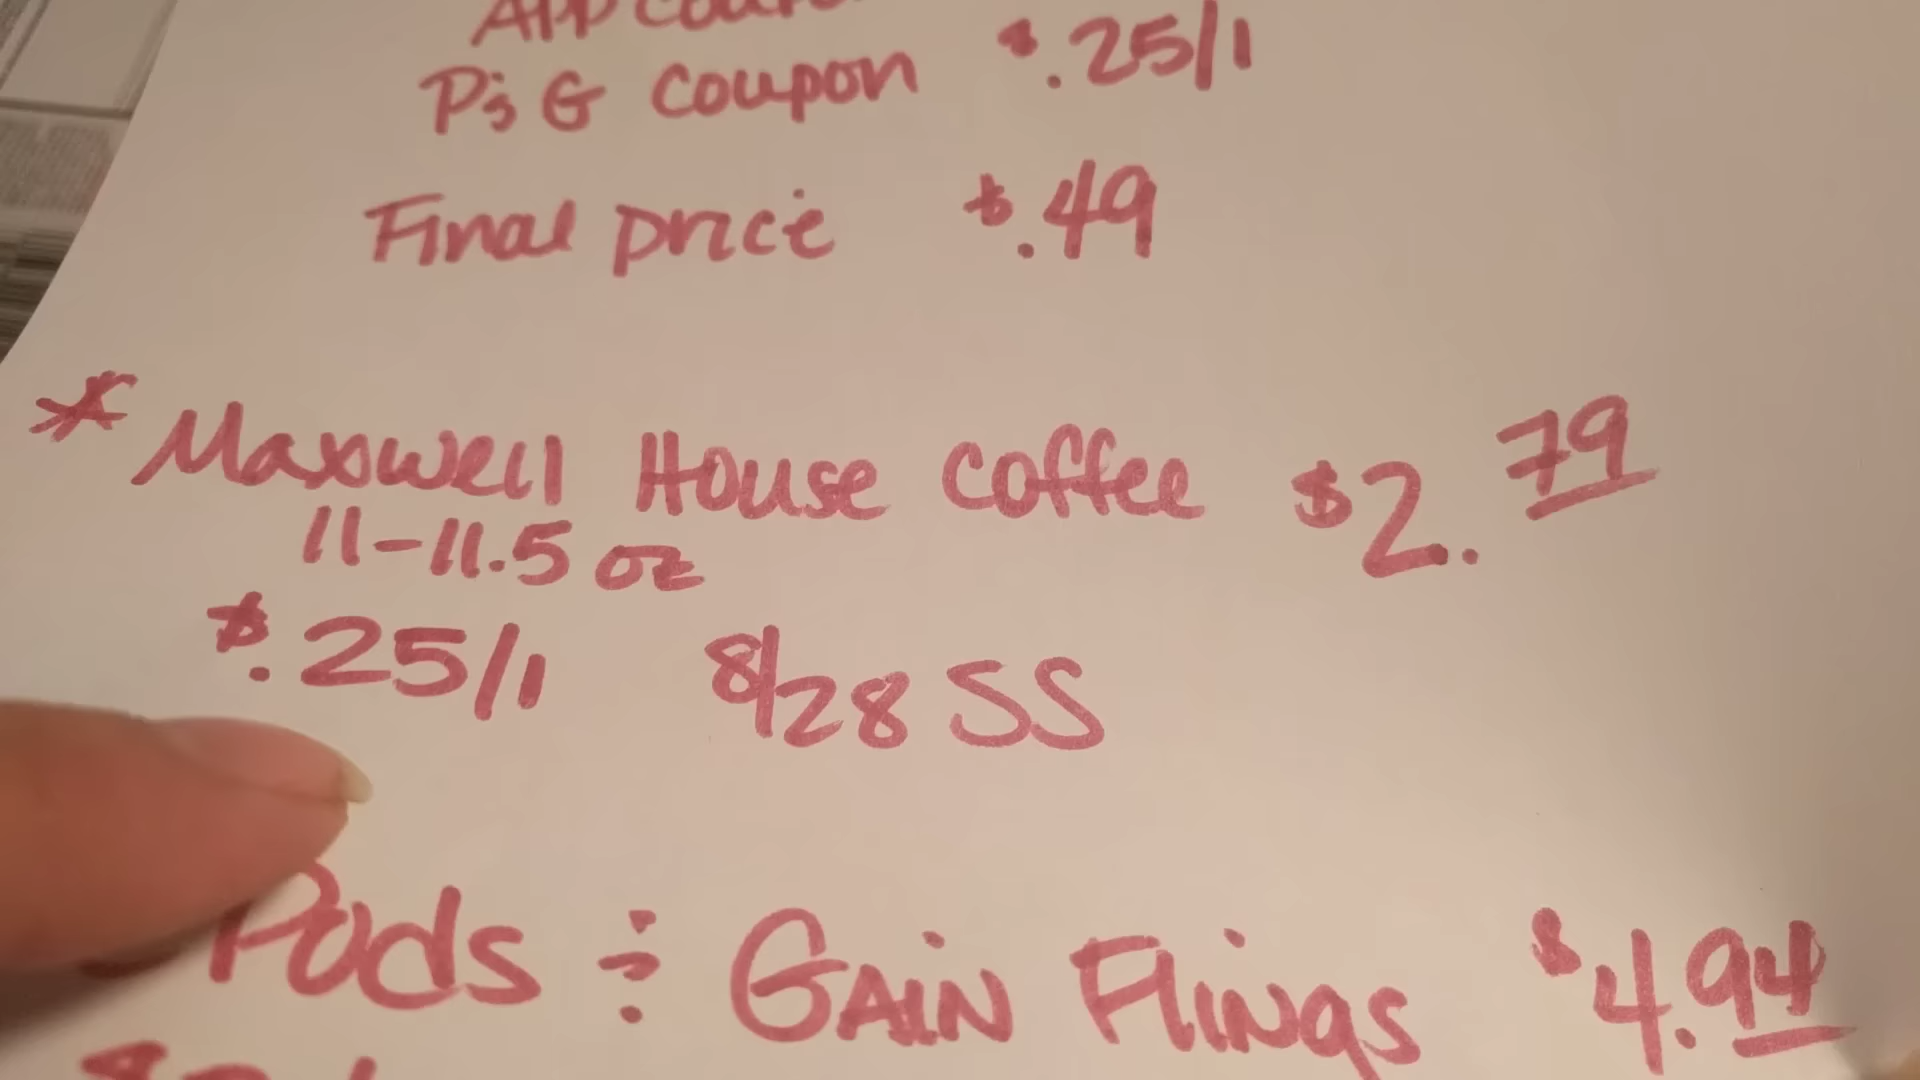 App
P&G Coupon $.25/1
Final price $.49
* Maxwell House Coffee $2.79
11-11.5 oz
$.25/1 8/28 SS
Pods & Gain Flings $4.94